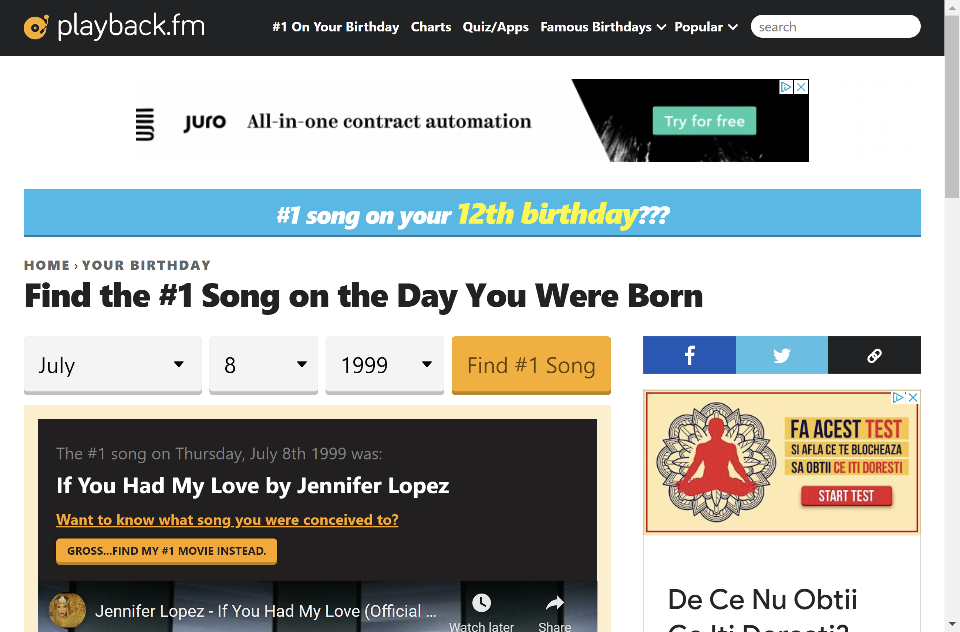 playback.fm
#1 On Your Birthday Charts Quiz/Apps Famous Birthdays Popular search
juro All-in-one contract automation Try for free
#1 song on your 12th birthday???
HOME › YOUR BIRTHDAY
Find the #1 Song on the Day You Were Born
July 8 1999 Find #1 Song
The #1 song on Thursday, July 8th 1999 was:
If You Had My Love by Jennifer Lopez
Want to know what song you were conceived to?
GROSS...FIND MY #1 MOVIE INSTEAD.
Jennifer Lopez - If You Had My Love (Official ...
Watch later Share
FA ACEST TEST
SI AFLA CE TE BLOCHEAZA
SA OBTII CE ITI DORESTI
START TEST
De Ce Nu Obtii
Ce Iti Doresti?